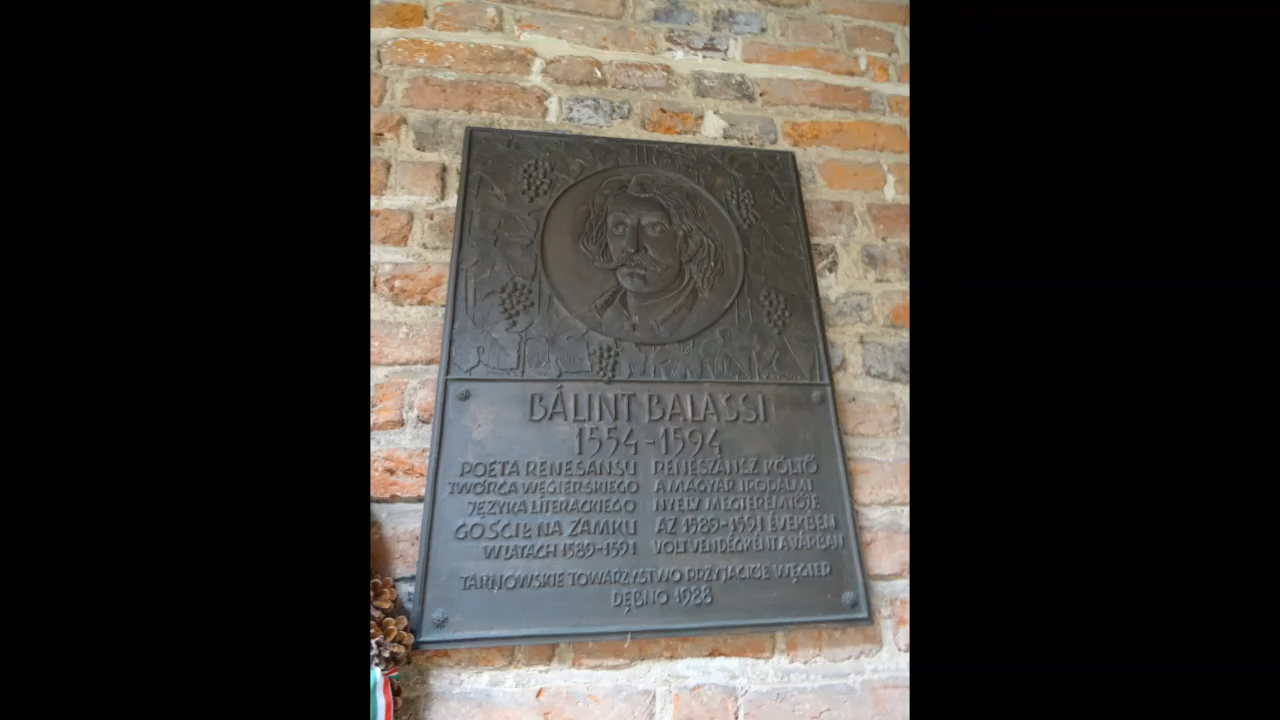 BÁLINT BALASSI
1554-1594
POETA RENESANSU
TWÓRCA WĘGIERSKIEGO
JĘZYKA LITERACKIEGO
GOŚCIŁ NA ZAMKU
W LATACH 1589-1591
RENESZÁNSZ KÖLTŐ
A MAGYAR IRODALMI
NYELV MEGTEREMTŐJE
AZ 1589-1591 ÉVEKBEN
VOLT VENDÉGKÉNT A VÁRBAN
TARNOWSKIE TOWARZYSTWO PRZYJACIÓŁ WĘGIER
DĘBNO 1988